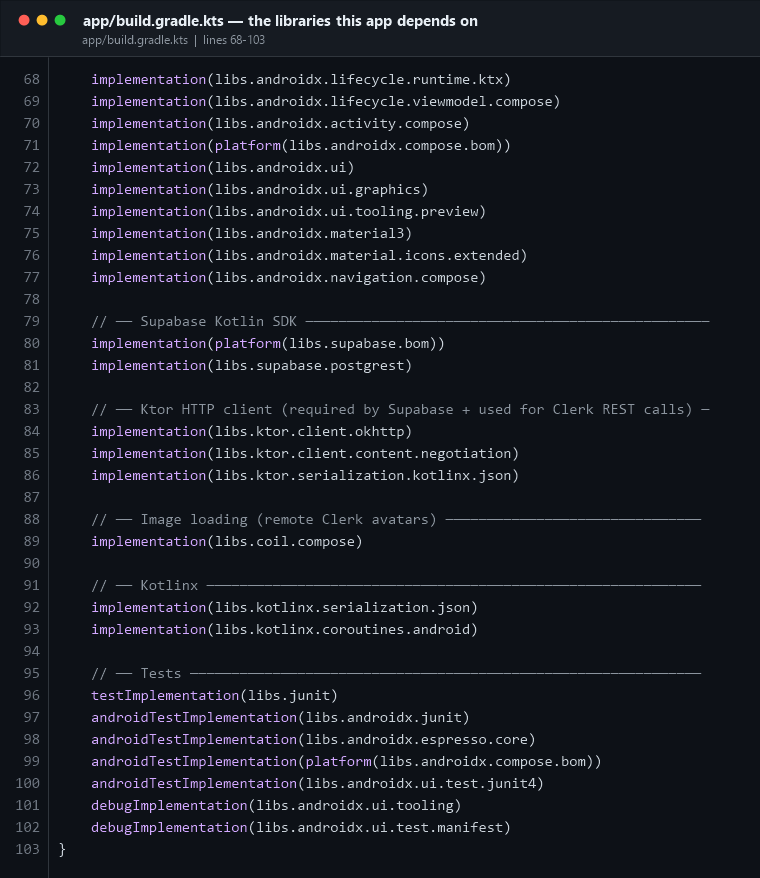 app/build.gradle.kts — the libraries this app depends on
app/build.gradle.kts | lines 68-103
68 implementation(libs.androidx.lifecycle.runtime.ktx)
69 implementation(libs.androidx.lifecycle.viewmodel.compose)
70 implementation(libs.androidx.activity.compose)
71 implementation(platform(libs.androidx.compose.bom))
72 implementation(libs.androidx.ui)
73 implementation(libs.androidx.ui.graphics)
74 implementation(libs.androidx.ui.tooling.preview)
75 implementation(libs.androidx.material3)
76 implementation(libs.androidx.material.icons.extended)
77 implementation(libs.androidx.navigation.compose)
78
79 // ── Supabase Kotlin SDK ─────────────────────────────────────────────────
80 implementation(platform(libs.supabase.bom))
81 implementation(libs.supabase.postgrest)
82
83 // ── Ktor HTTP client (required by Supabase + used for Clerk REST calls) ─
84 implementation(libs.ktor.client.okhttp)
85 implementation(libs.ktor.client.content.negotiation)
86 implementation(libs.ktor.serialization.kotlinx.json)
87
88 // ── Image loading (remote Clerk avatars) ───────────────────────────────
89 implementation(libs.coil.compose)
90
91 // ── Kotlinx ────────────────────────────────────────────────────────────
92 implementation(libs.kotlinx.serialization.json)
93 implementation(libs.kotlinx.coroutines.android)
94
95 // ── Tests ──────────────────────────────────────────────────────────────
96 testImplementation(libs.junit)
97 androidTestImplementation(libs.androidx.junit)
98 androidTestImplementation(libs.androidx.espresso.core)
99 androidTestImplementation(platform(libs.androidx.compose.bom))
100 androidTestImplementation(libs.androidx.ui.test.junit4)
101 debugImplementation(libs.androidx.ui.tooling)
102 debugImplementation(libs.androidx.ui.test.manifest)
103 }